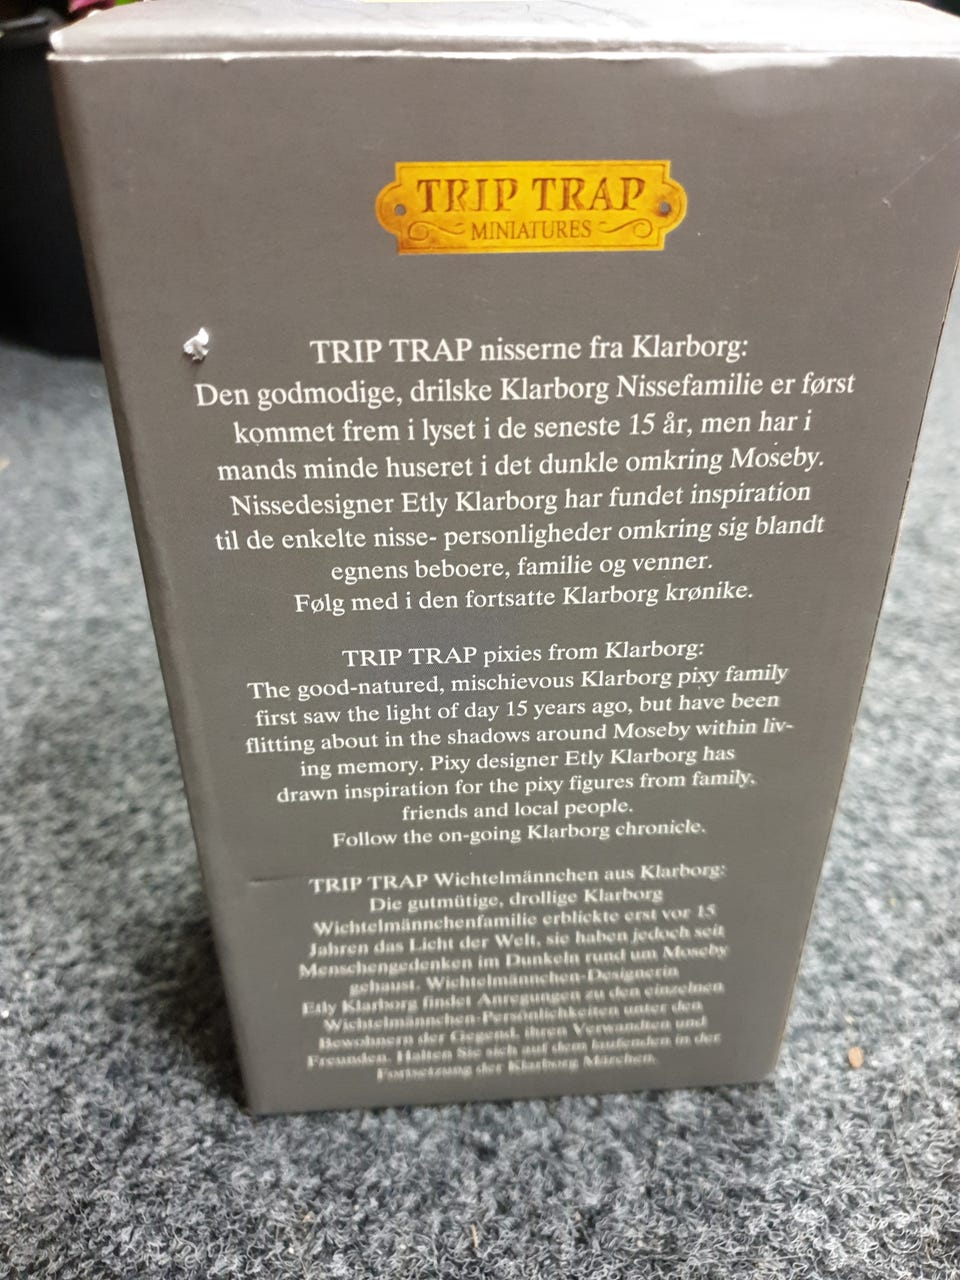 TRIP TRAP
MINIATURES
TRIP TRAP nisserne fra Klarborg:
Den godmodige, drilske Klarborg Nissefamilie er først
kommet frem i lyset i de seneste 15 år, men har i
mands minde huseret i det dunkle omkring Moseby.
Nissedesigner Etly Klarborg har fundet inspiration
til de enkelte nisse- personligheder omkring sig blandt
egnens beboere, familie og venner.
Følg med i den fortsatte Klarborg krønike.
TRIP TRAP pixies from Klarborg:
The good-natured, mischievous Klarborg pixy family
first saw the light of day 15 years ago, but have been
flitting about in the shadows around Moseby within liv-
ing memory. Pixy designer Etly Klarborg has
drawn inspiration for the pixy figures from family,
friends and local people.
Follow the on-going Klarborg chronicle.
TRIP TRAP Wichtelmännchen aus Klarborg:
Die gutmütige, drollige Klarborg
Wichtelmännchenfamilie erblickte erst vor 15
Jahren das Licht der Welt, sie haben jedoch seit
Menschengedenken im Dunkeln rund um Moseby
gehaust. Wichtelmännchen-Designerin
Etly Klarborg findet Anregungen zu den einzelnen
Wichtelmännchen-Persönlichkeiten unter den
Bewohnern der Gegend, ihren Verwandten und
Freunden. Halten Sie sich auf dem laufenden in der
Fortsetzung der Klarborg Märchen.